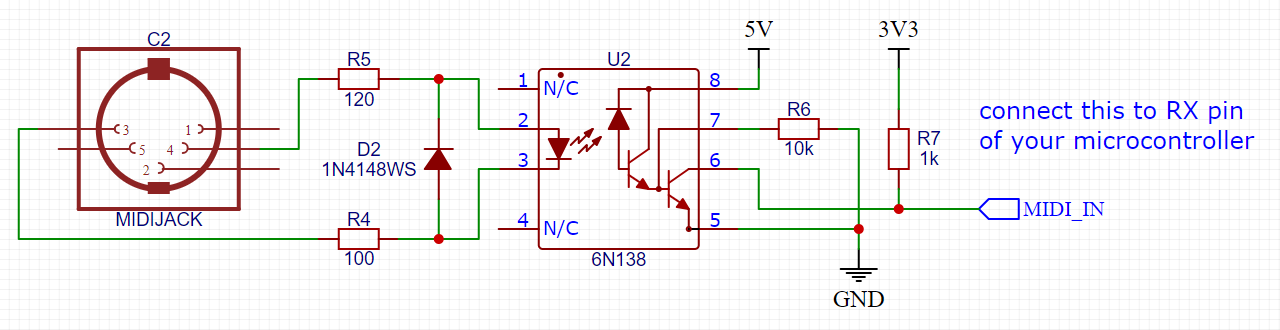 C2
3
1
5
4
2
MIDIJACK
R5
120
D2
1N4148WS
R4
100
U2
1
N/C
2
3
4
N/C
8
7
6
5
6N138
5V
R6
10k
3V3
R7
1k
GND
MIDI_IN
connect this to RX pin
of your microcontroller